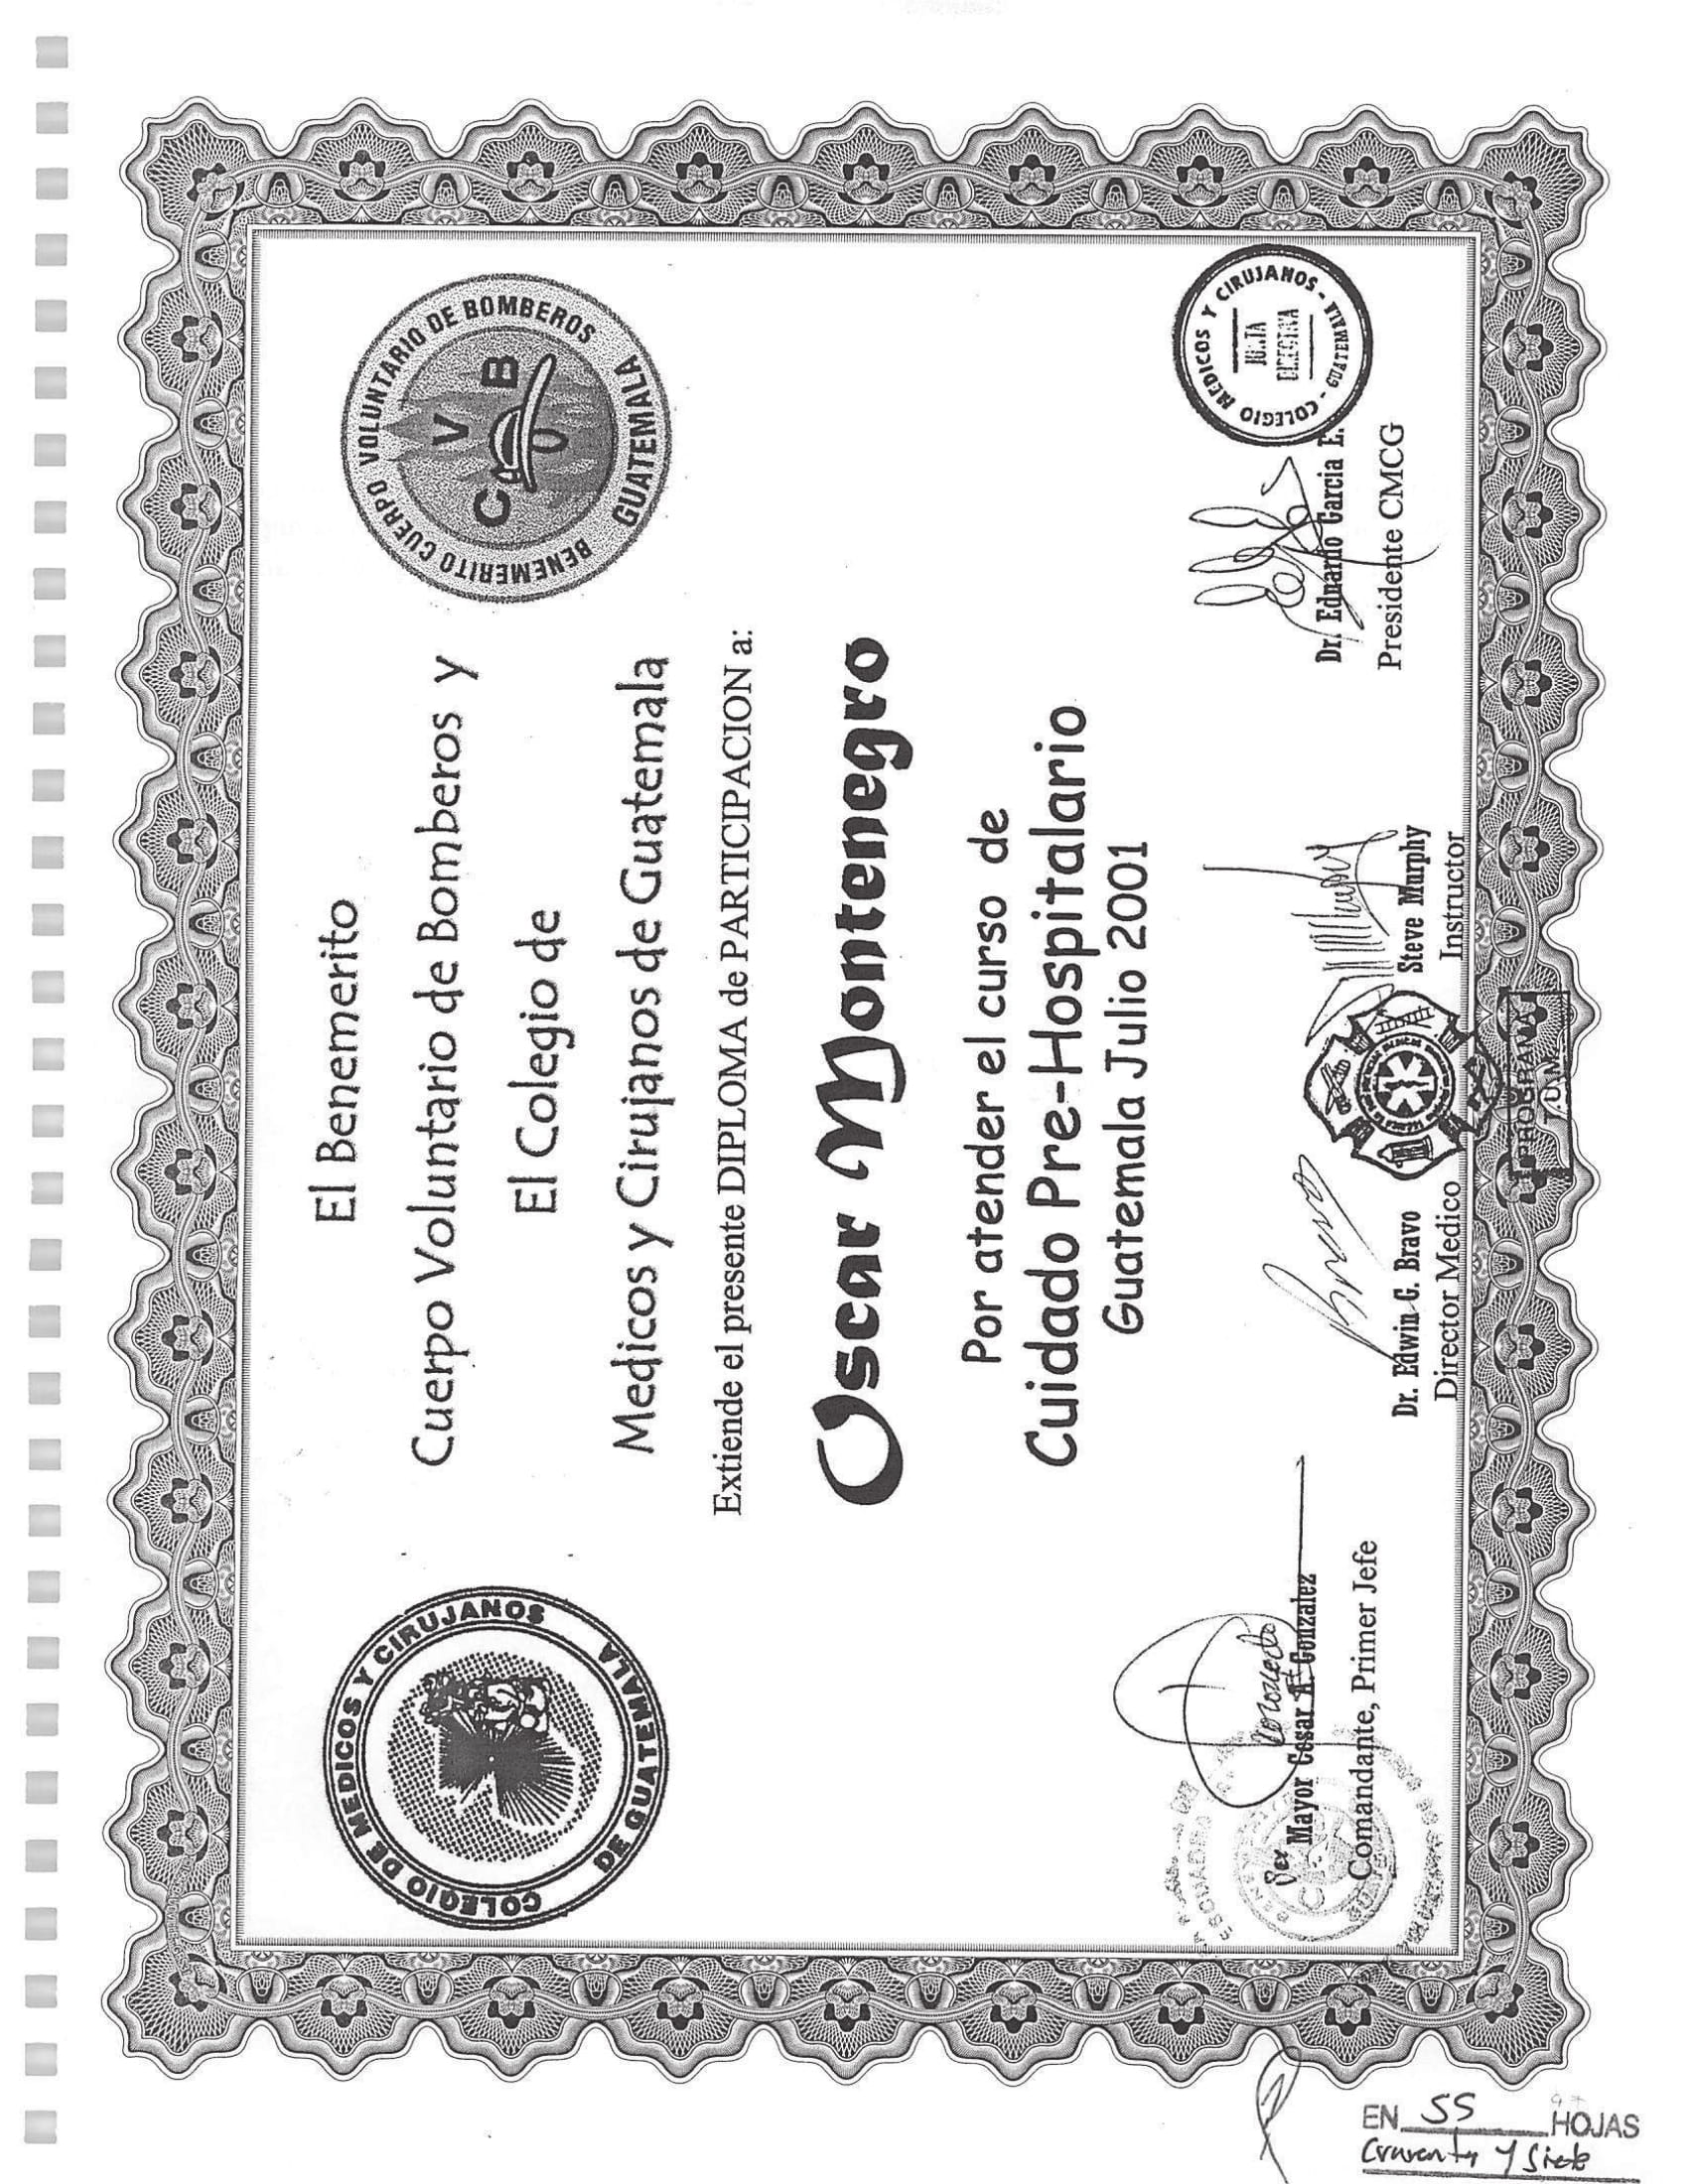 El Benemerito
Cuerpo Voluntario de Bomberos y
El Colegio de
Medicos y Cirujanos de Guatemala
Extiende el presente DIPLOMA de PARTICIPACION a:
Oscar Montenegro
Por atender el curso de
Cuidado Pre-Hospitalario
Guatemala Julio 2001
COLEGIO DE MEDICOS Y CIRUJANOS
DE GUATEMALA
BENEMERITO CUERPO VOLUNTARIO DE BOMBEROS
GUATEMALA
C V B
Mayor Cesar A. Gonzalez
Comandante, Primer Jefe
Dr. Edwin G. Bravo
Director Medico
Steve Murphy
Instructor
Dr. Eduardo Garcia E.
Presidente CMCG
COLEGIO MEDICOS Y CIRUJANOS - GUATEMALA -
JUNTA
DIRECTIVA
PROGRAMA
EN 55 HOJAS
y siete